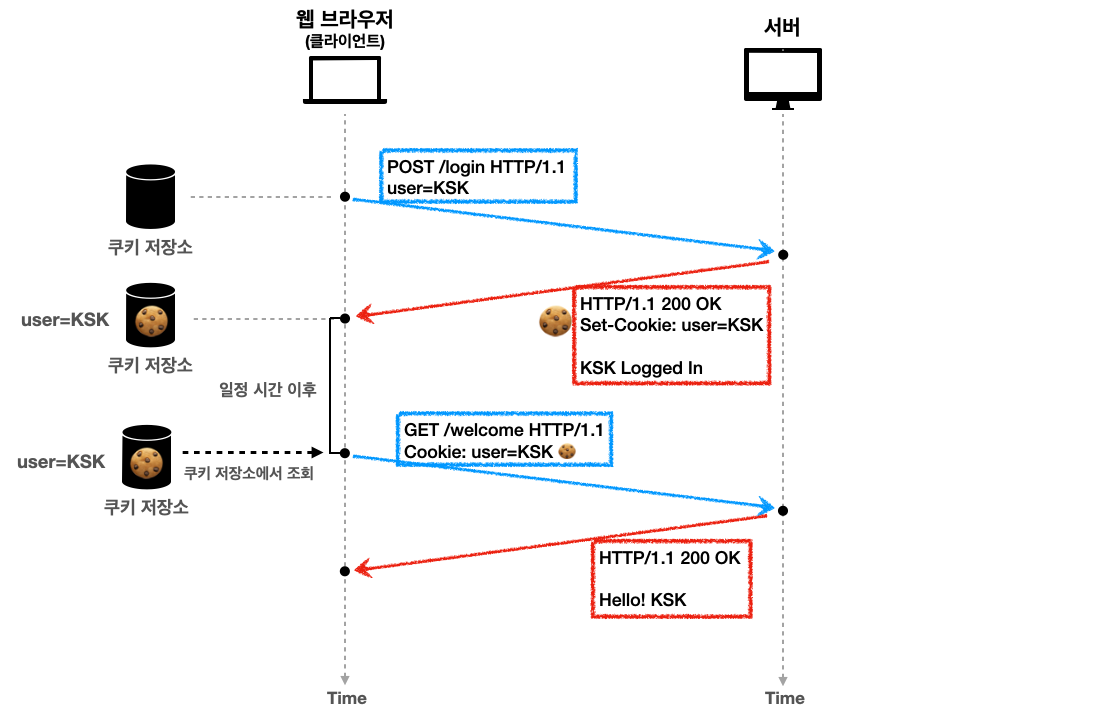 웹 브라우저
(클라이언트)
서버
POST /login HTTP/1.1
user=KSK
쿠키 저장소
user=KSK
쿠키 저장소
HTTP/1.1 200 OK
Set-Cookie: user=KSK
KSK Logged In
일정 시간 이후
GET /welcome HTTP/1.1
Cookie: user=KSK
user=KSK
쿠키 저장소에서 조회
쿠키 저장소
HTTP/1.1 200 OK
Hello! KSK
Time
Time